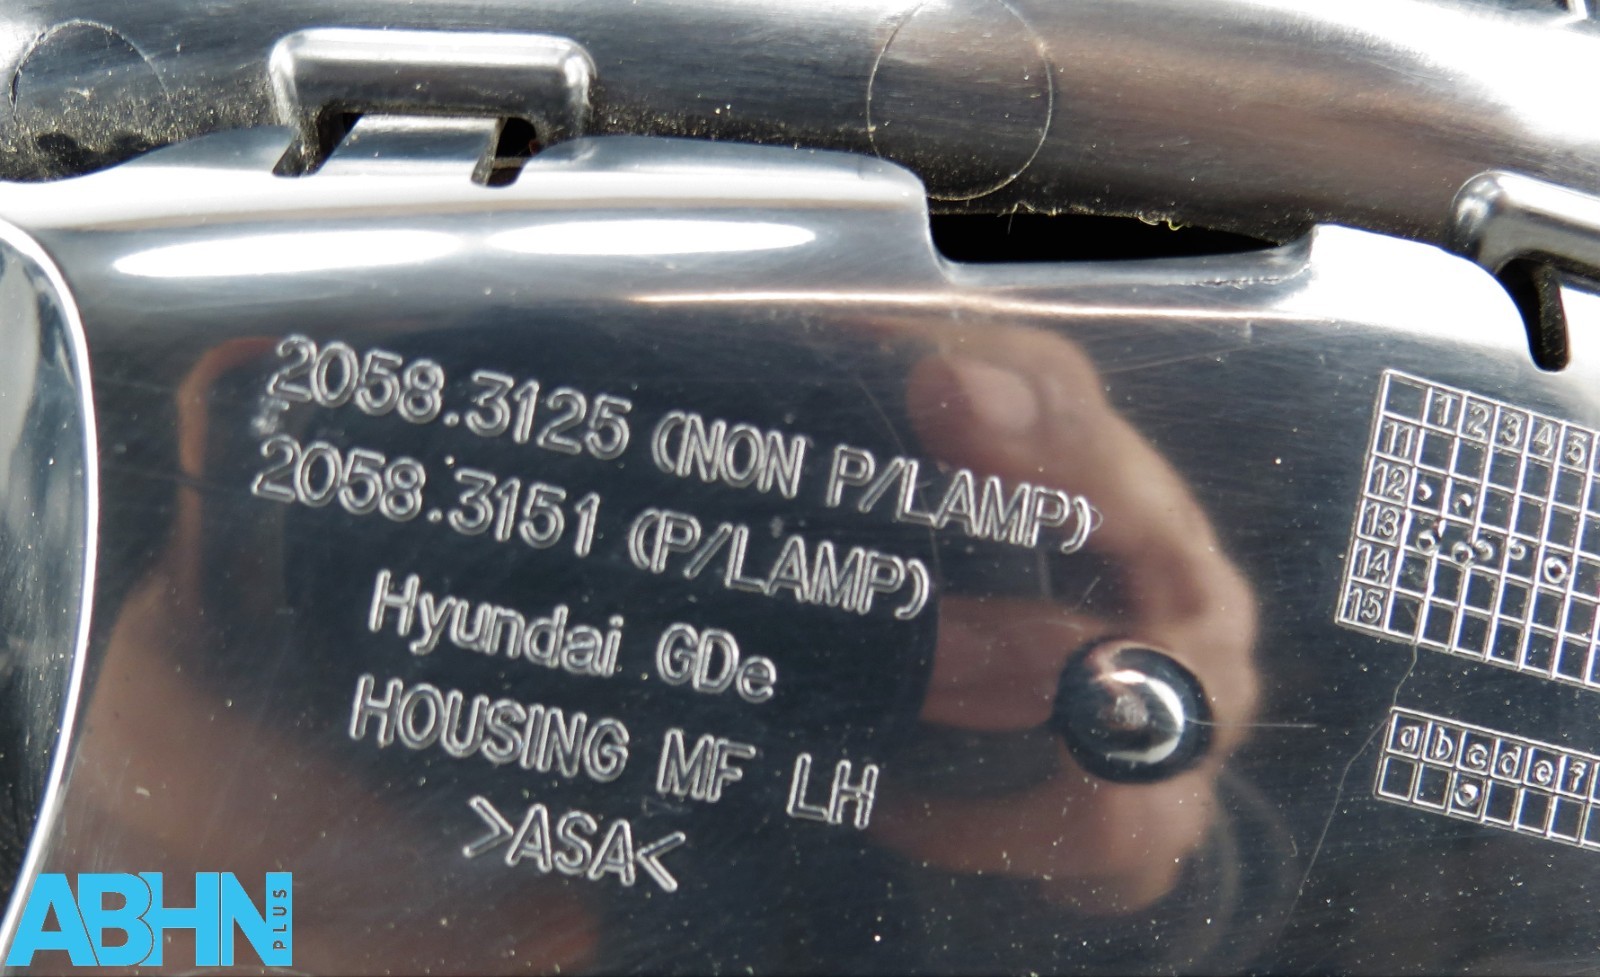 2058.3125 (NON P/LAMP)
2058.3151 (P/LAMP)
Hyundai GDe
HOUSING MF LH
>ASA<
1 2 3 4 5
11
12
13
14
15
a b c d e f
ABHN PLUS